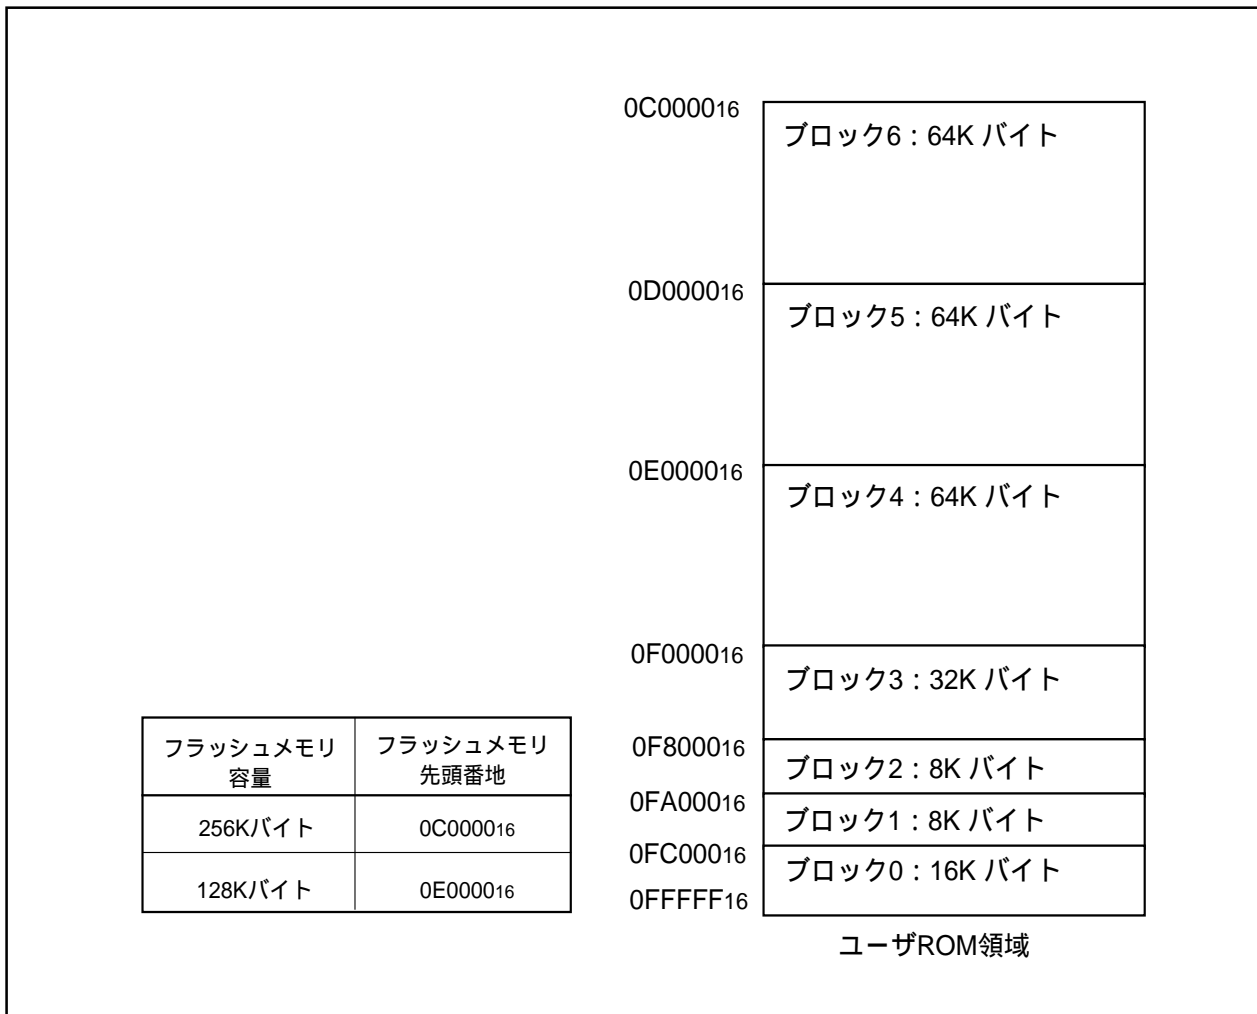 0C000016
ブロック6：64K バイト
0D000016
ブロック5：64K バイト
0E000016
ブロック4：64K バイト
0F000016
ブロック3：32K バイト
0F800016
ブロック2：8K バイト
0FA00016
ブロック1：8K バイト
0FC00016
ブロック0：16K バイト
0FFFFF16
ユーザROM領域
フラッシュメモリ
容量
フラッシュメモリ
先頭番地
256Kバイト
0C000016
128Kバイト
0E000016